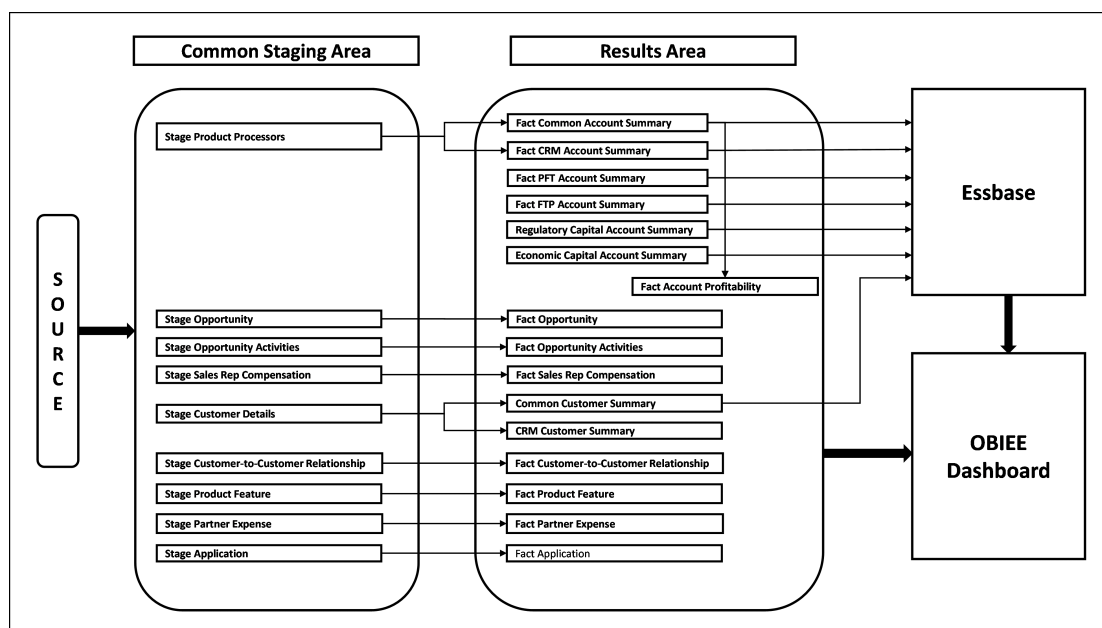 Common Staging Area
Results Area
SOURCE
Stage Product Processors
Stage Opportunity
Stage Opportunity Activities
Stage Sales Rep Compensation
Stage Customer Details
Stage Customer-to-Customer Relationship
Stage Product Feature
Stage Partner Expense
Stage Application
Fact Common Account Summary
Fact CRM Account Summary
Fact PFT Account Summary
Fact FTP Account Summary
Regulatory Capital Account Summary
Economic Capital Account Summary
Fact Account Profitability
Fact Opportunity
Fact Opportunity Activities
Fact Sales Rep Compensation
Common Customer Summary
CRM Customer Summary
Fact Customer-to-Customer Relationship
Fact Product Feature
Fact Partner Expense
Fact Application
Essbase
OBIEE
Dashboard